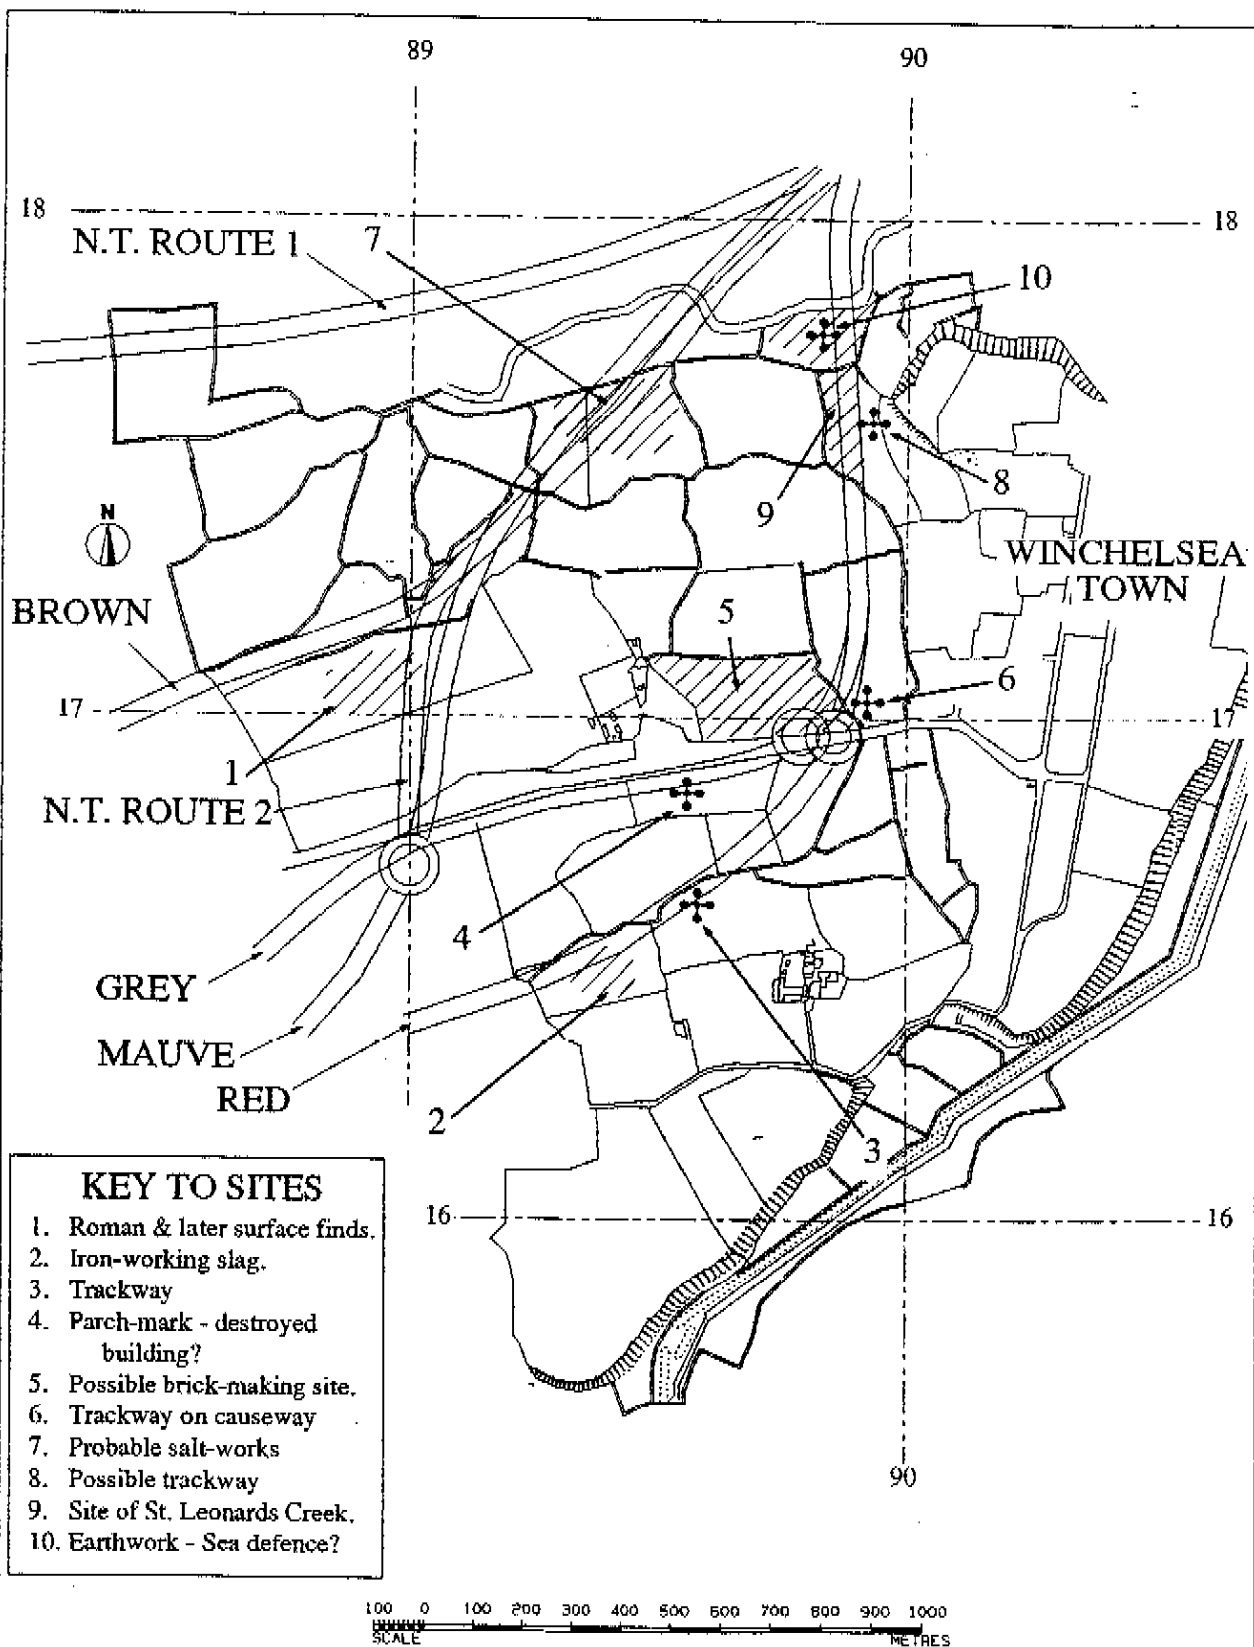 89
90
18
18
N.T. ROUTE 1
7
10
9
8
N
WINCHELSEA
TOWN
BROWN
5
6
17
17
1
N.T. ROUTE 2
4
GREY
MAUVE
RED
2
3
16
16
90
KEY TO SITES
1. Roman & later surface finds.
2. Iron-working slag.
3. Trackway
4. Parch-mark - destroyed
building?
5. Possible brick-making site.
6. Trackway on causeway
7. Probable salt-works
8. Possible trackway
9. Site of St. Leonards Creek.
10. Earthwork - Sea defence?
100 0 100 200 300 400 500 600 700 800 900 1000
SCALE METRES